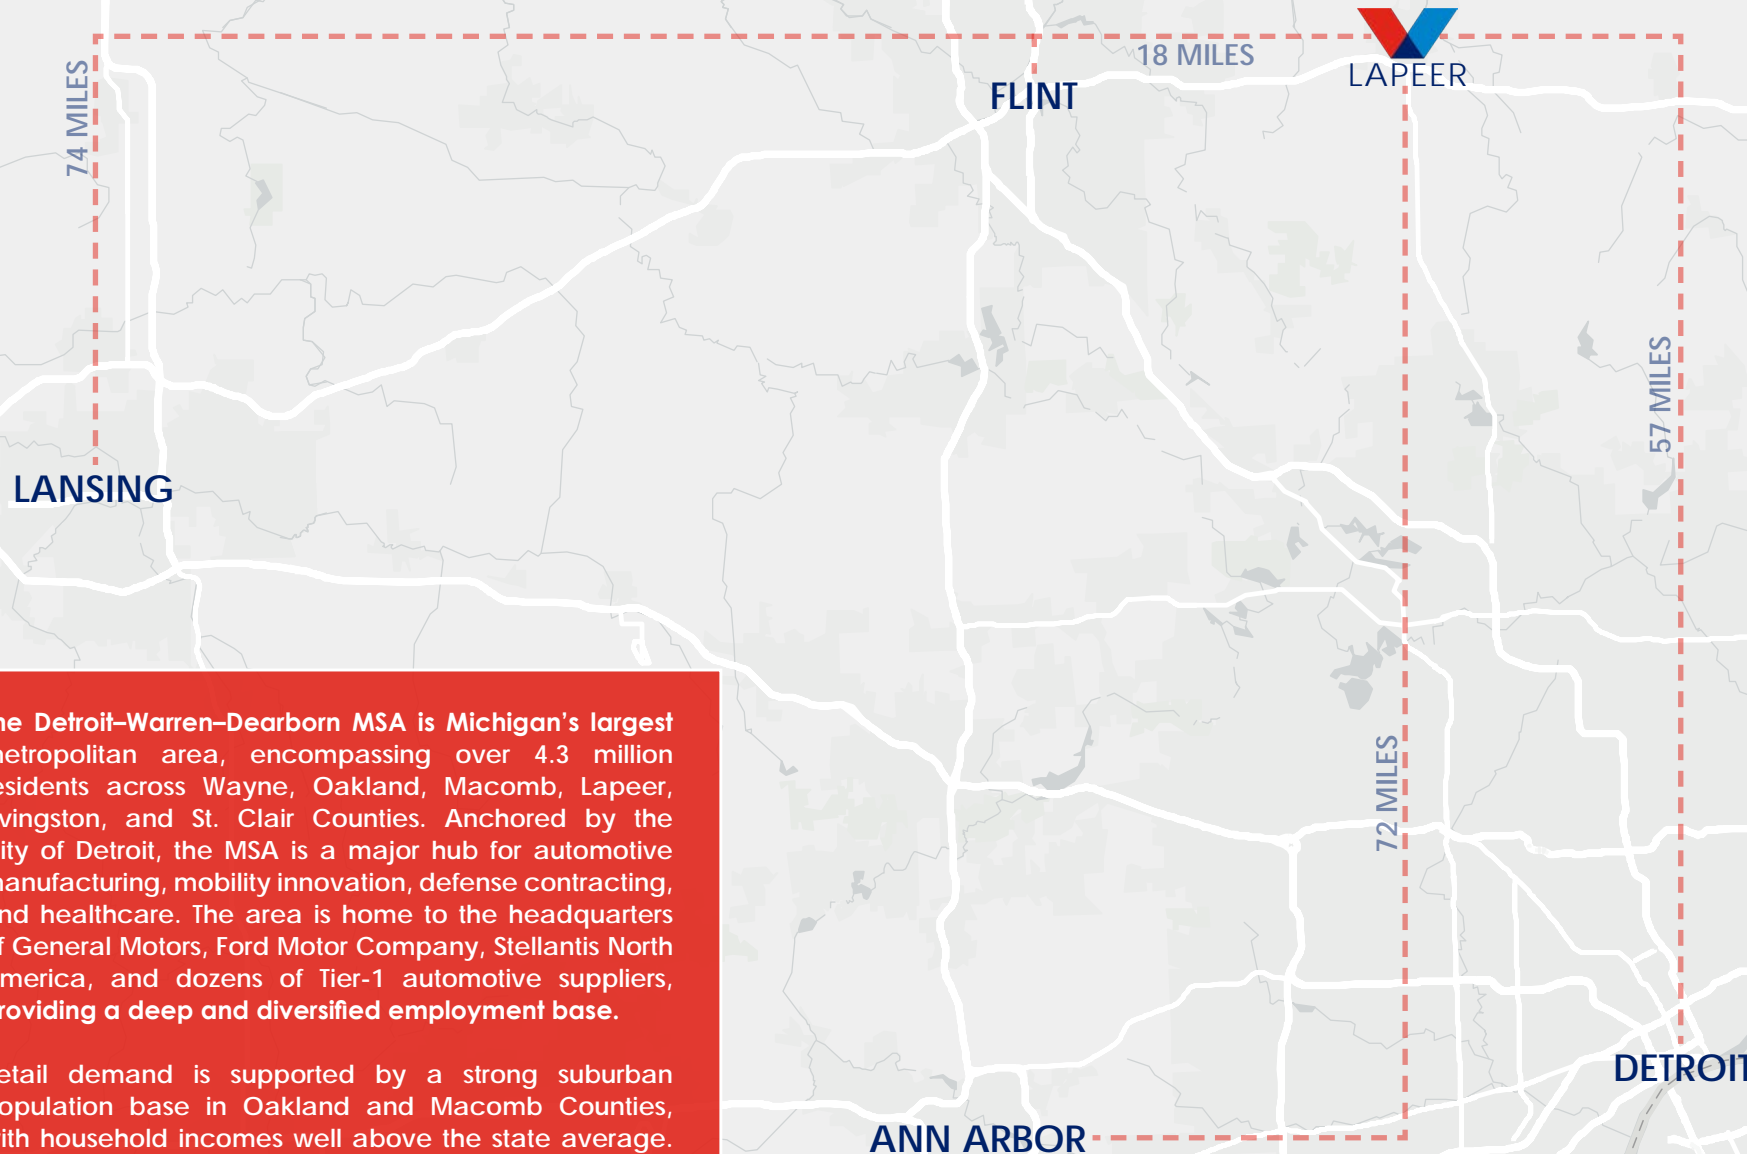 74 MILES
18 MILES
LAPEER
FLINT
57 MILES
LANSING
72 MILES
he Detroit–Warren–Dearborn MSA is Michigan's largest
netropolitan area, encompassing over 4.3 million
esidents across Wayne, Oakland, Macomb, Lapeer,
ivingston, and St. Clair Counties. Anchored by the
ity of Detroit, the MSA is a major hub for automotive
nanufacturing, mobility innovation, defense contracting,
nd healthcare. The area is home to the headquarters
f General Motors, Ford Motor Company, Stellantis North
merica, and dozens of Tier-1 automotive suppliers,
roviding a deep and diversified employment base.
etail demand is supported by a strong suburban
opulation base in Oakland and Macomb Counties,
ith household incomes well above the state average.
DETROIT
ANN ARBOR